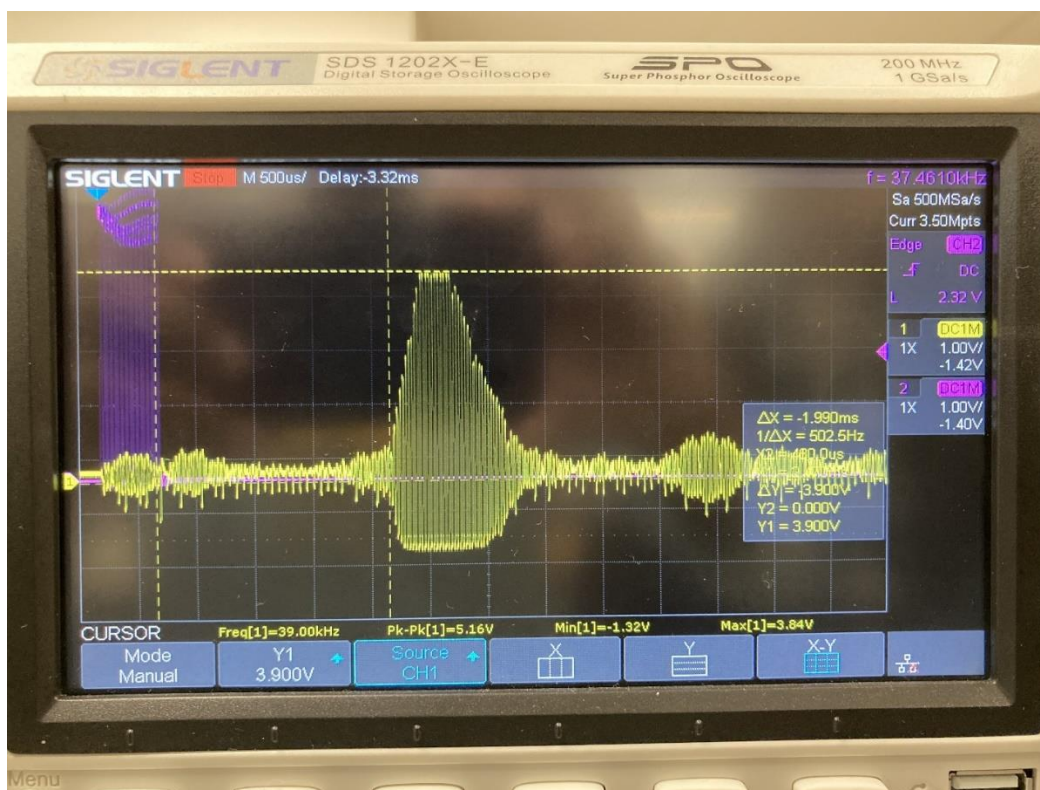 SIGLENT SDS 1202X-E SPO 200 MHz
Digital Storage Oscilloscope Super Phosphor Oscilloscope 1 GSa/s
SIGLENT Stop M 500us/ Delay:-3.32ms f = 37.4610kHz
Sa 500MSa/s
Curr 3.50Mpts
Edge CH2
DC
L 2.32 V
1 DC1M
1X 1.00V/
-1.42V
2 DC1M
1X 1.00V/
-1.40V
ΔX = -1.990ms
1/ΔX = 502.5Hz
ΔY = -3.900V
Y2 = 0.000V
Y1 = 3.900V
1
CURSOR Freq[1]=39.00kHz Pk-Pk[1]=5.16V Min[1]=-1.32V Max[1]=3.84V
Mode Y1 Source X Y X-Y
Manual 3.900V CH1
Menu